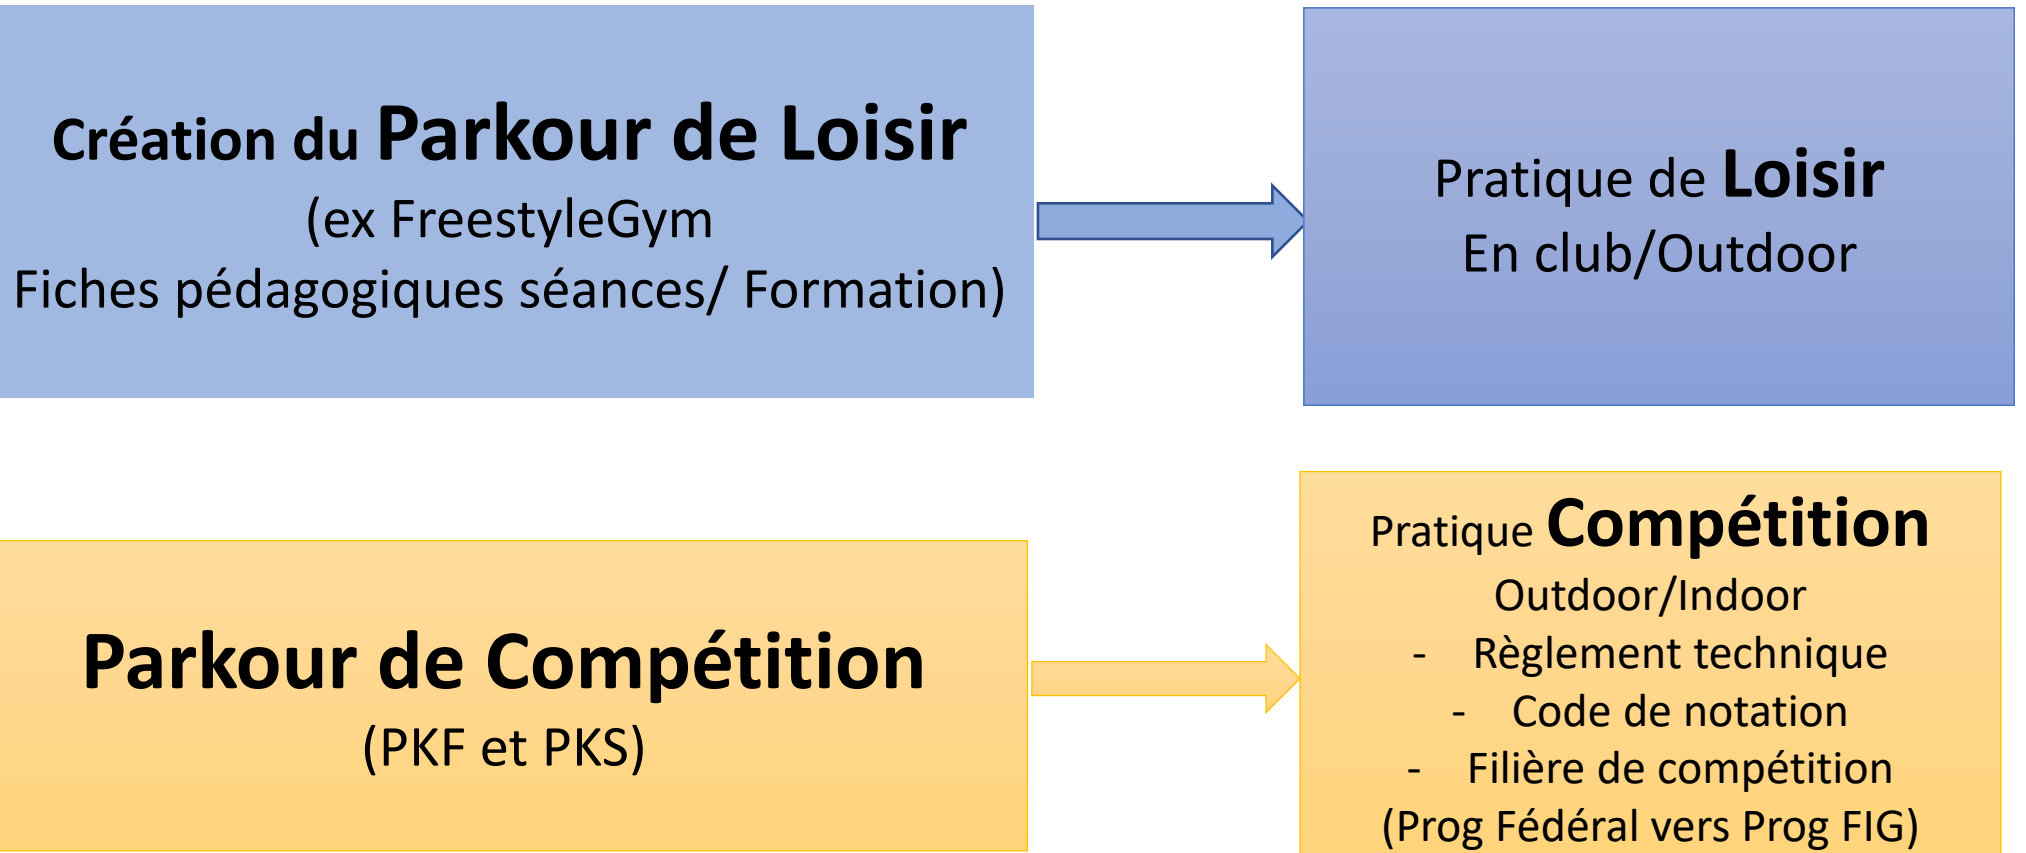 Création du Parkour de Loisir
(ex FreestyleGym
Fiches pédagogiques séances/ Formation)
Pratique de Loisir
En club/Outdoor
Parkour de Compétition
(PKF et PKS)
Pratique Compétition
Outdoor/Indoor
- Règlement technique
- Code de notation
- Filière de compétition
(Prog Fédéral vers Prog FIG)